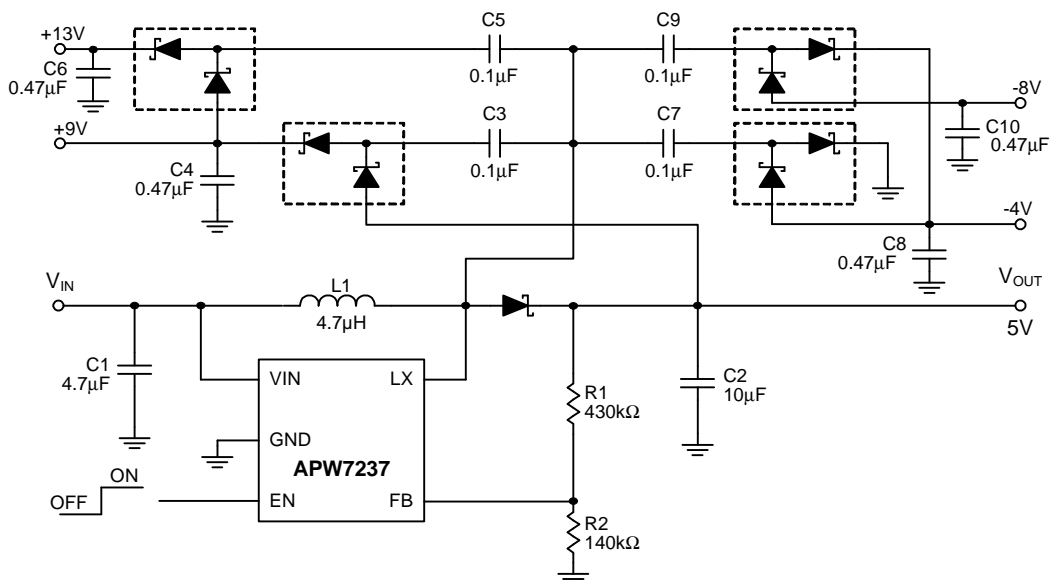 +13V
C6
0.47µF
C5
0.1µF
C9
0.1µF
-8V
C10
0.47µF
+9V
C4
0.47µF
C3
0.1µF
C7
0.1µF
-4V
C8
0.47µF
VIN
L1
4.7µH
VOUT
5V
C1
4.7µF
VIN
LX
GND
APW7237
EN
FB
OFF
ON
R1
430kΩ
C2
10µF
R2
140kΩ